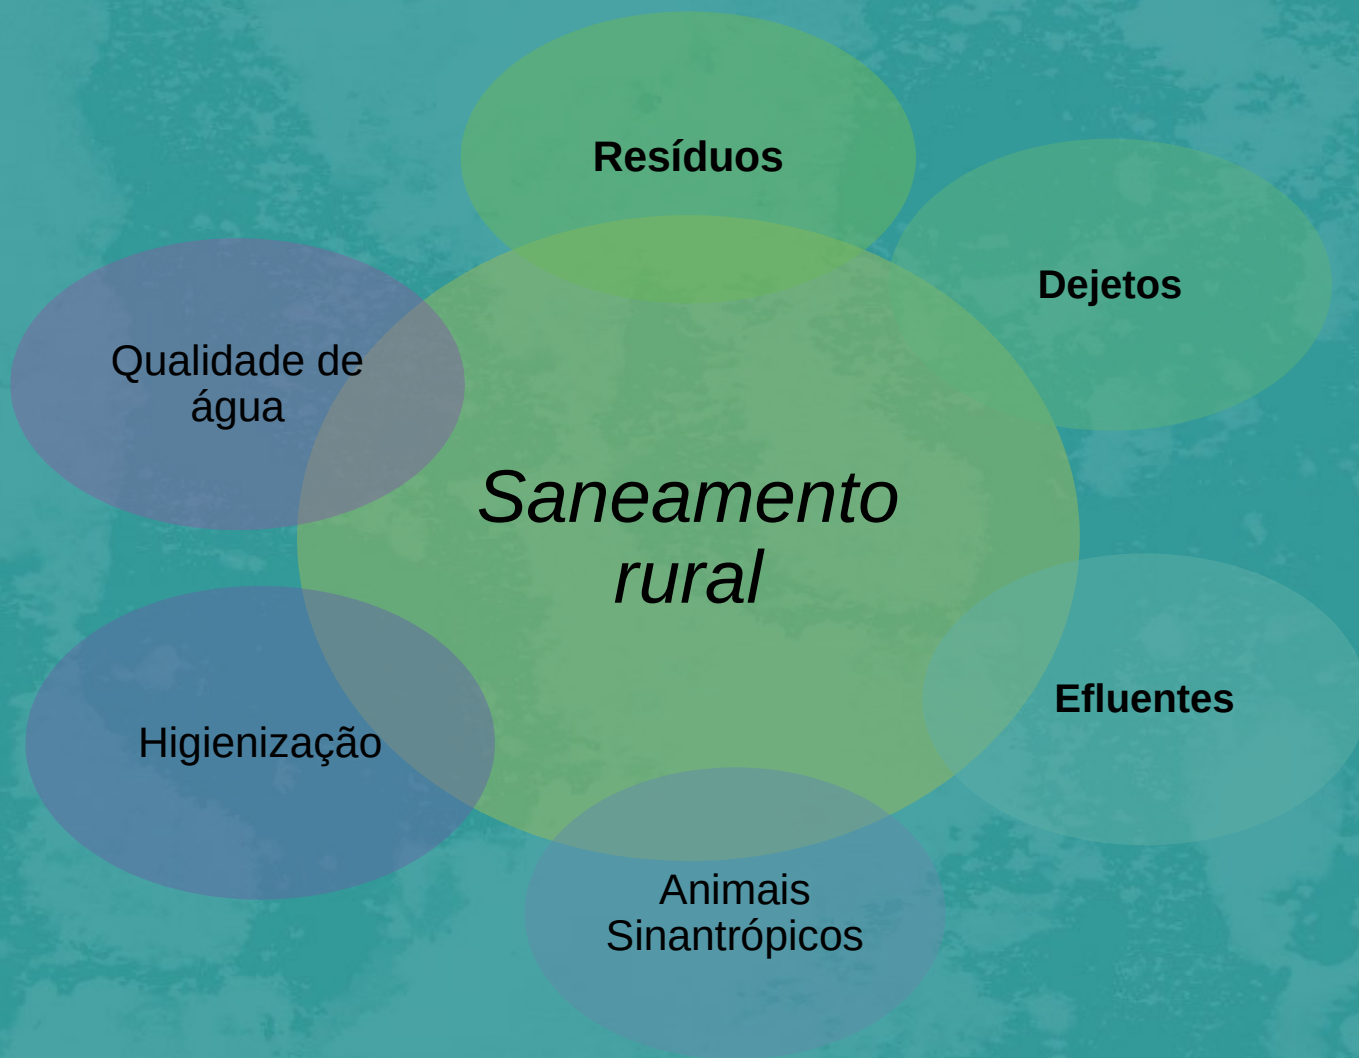 Resíduos
Dejetos
Qualidade de
água
Saneamento
rural
Efluentes
Higienização
Animais
Sinantrópicos